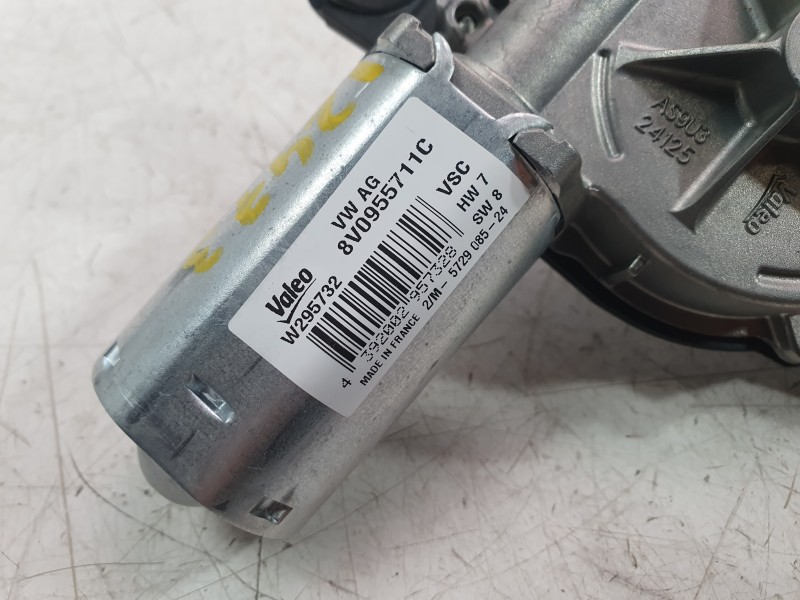 VW AG
8V0955711C
Valeo
W295732
VSC
HW 7
SW 8
4 392002 957328
MADE IN FRANCE 2/M- 5729 085-24
AS9U3
24125
Valeo